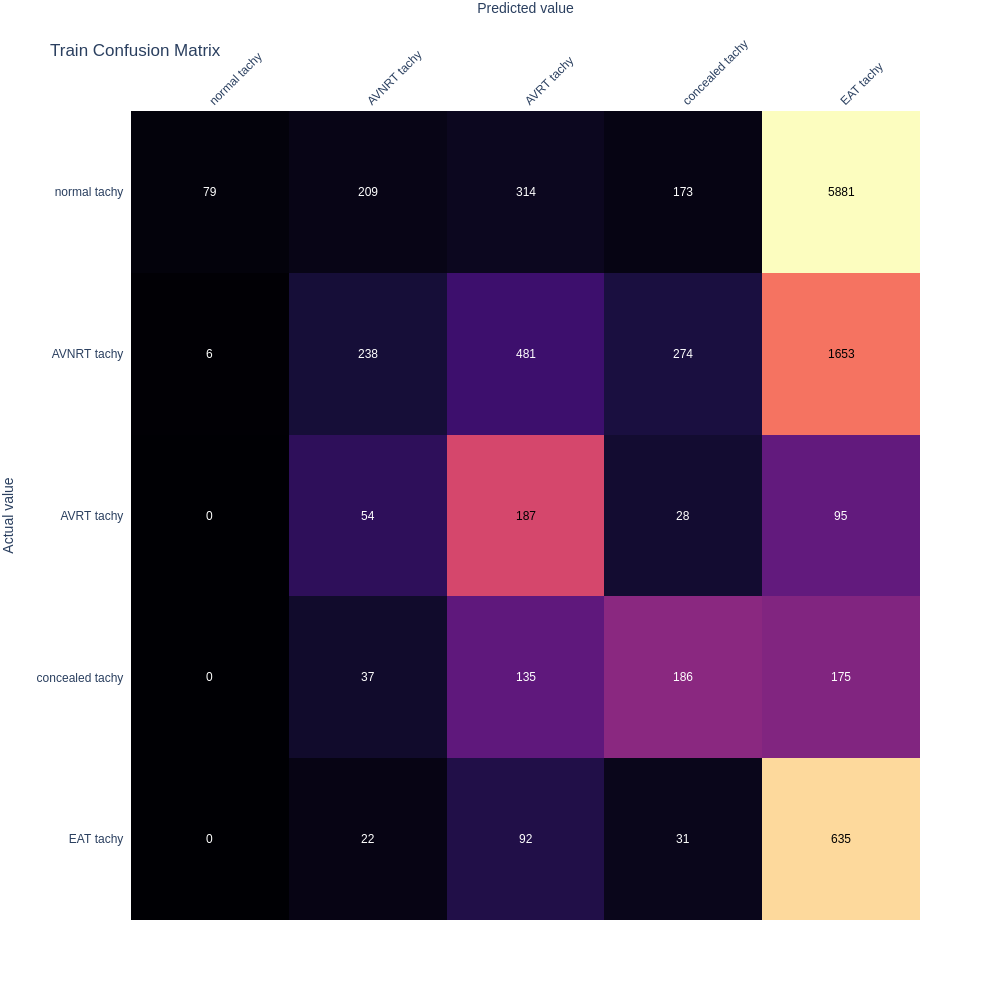 Predicted value
Train Confusion Matrix
normal tachy AVNRT tachy AVRT tachy concealed tachy EAT tachy
normal tachy 79 209 314 173 5881
AVNRT tachy 6 238 481 274 1653
Actual value
AVRT tachy 0 54 187 28 95
concealed tachy 0 37 135 186 175
EAT tachy 0 22 92 31 635